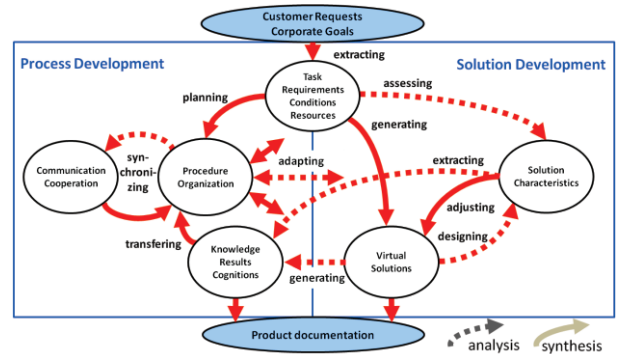 Customer Requests
Corporate Goals
extracting
Process Development
Solution Development
Task
Requirements
Conditions
Resources
assessing
planning
generating
syn-
chroni-
zing
Communication
Cooperation
Procedure
Organization
adapting
extracting
Solution
Characteristics
adjusting
designing
transfering
Knowledge
Results
Cognitions
generating
Virtual
Solutions
Product documentation
analysis
synthesis